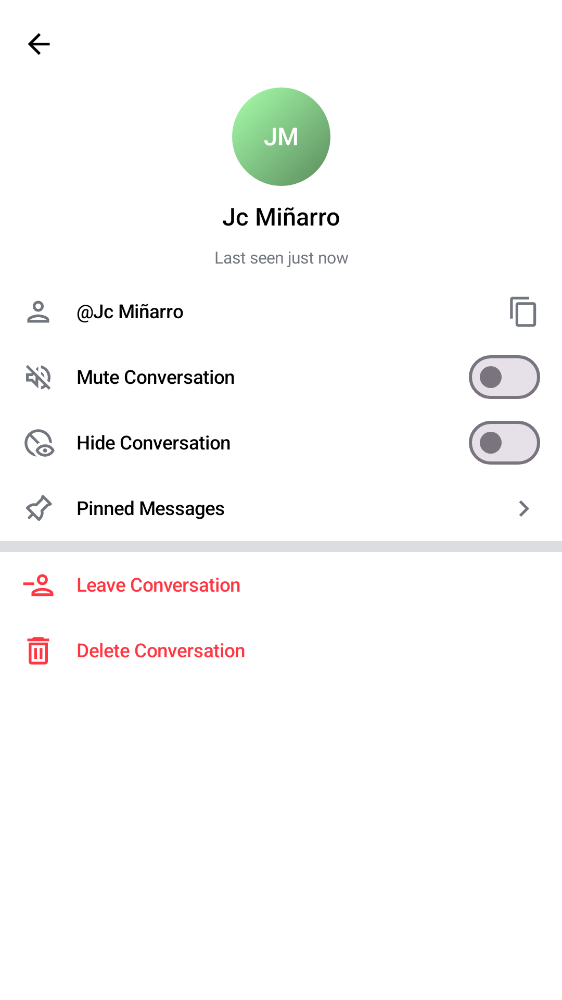 JM
Jc Miñarro
Last seen just now
@Jc Miñarro
Mute Conversation
Hide Conversation
Pinned Messages
Leave Conversation
Delete Conversation